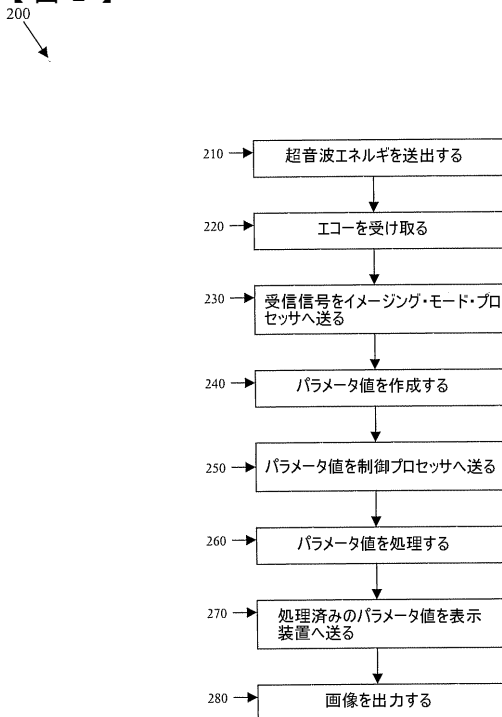 200
210 超音波エネルギを送出する
220 エコーを受け取る
230 受信信号をイメージング・モード・プロ
セッサへ送る
240 パラメータ値を作成する
250 パラメータ値を制御プロセッサへ送る
260 パラメータ値を処理する
270 処理済みのパラメータ値を表示
装置へ送る
280 画像を出力する